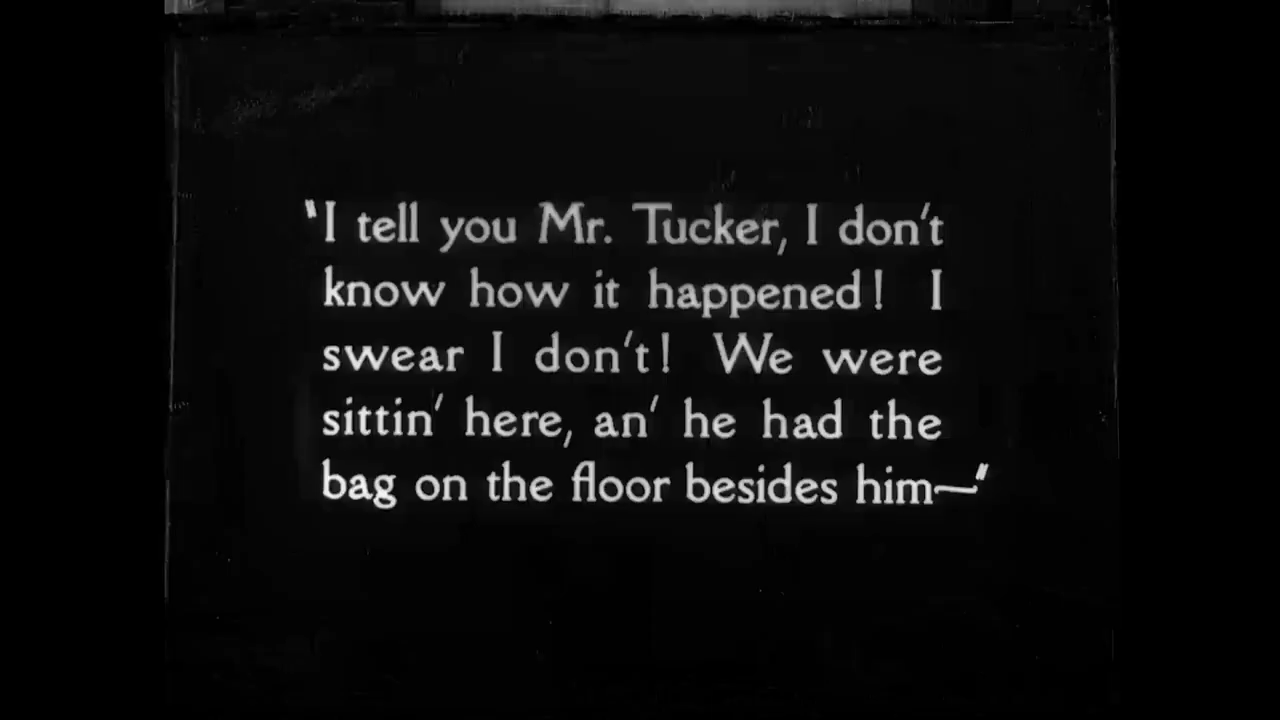 "I tell you Mr. Tucker, I don't
know how it happened! I
swear I don't! We were
sittin' here, an' he had the
bag on the floor besides him—"